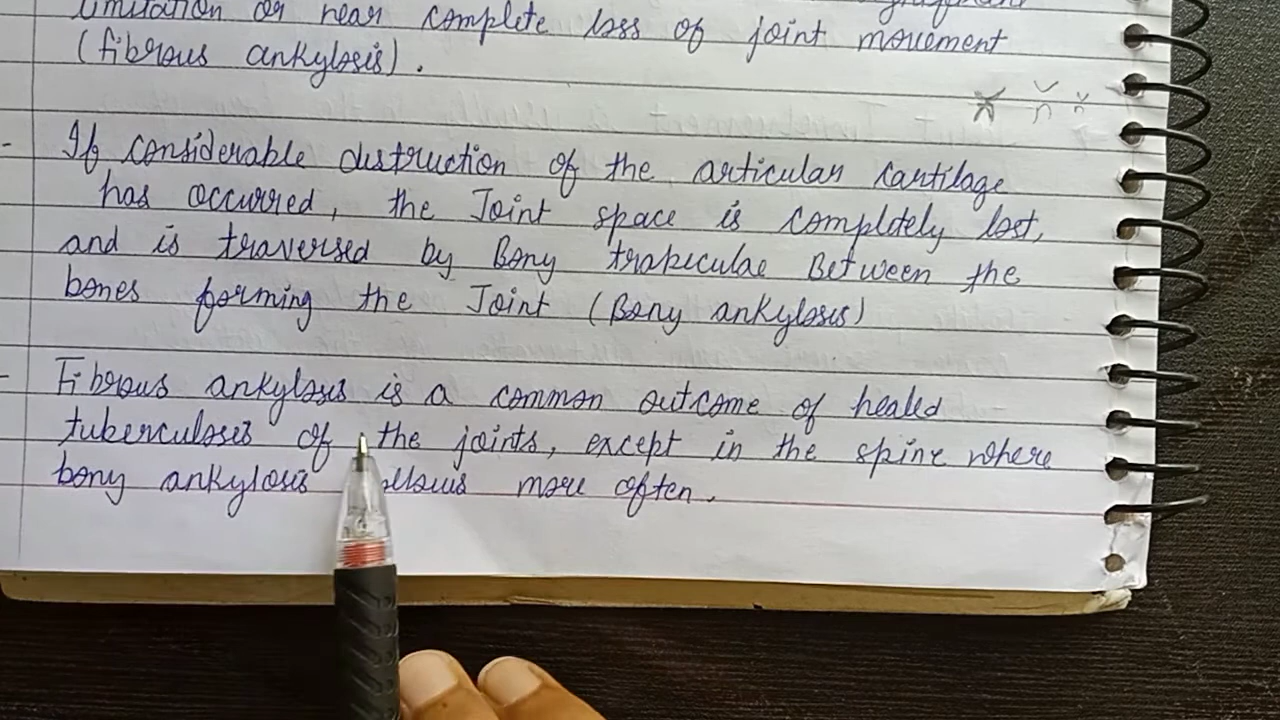 limitation or near complete loss of joint movement
(fibrous ankylosis).
- If considerable distruction of the articular cartilage
has occurred, the Joint space is completely lost,
and is traversed by Bony trabeculae Between the
bones forming the Joint (Bony ankylosis)
- Fibrous ankylosis is a common outcome of healed
tuberculosis of the joints, except in the spine where
bony ankylosis more often.